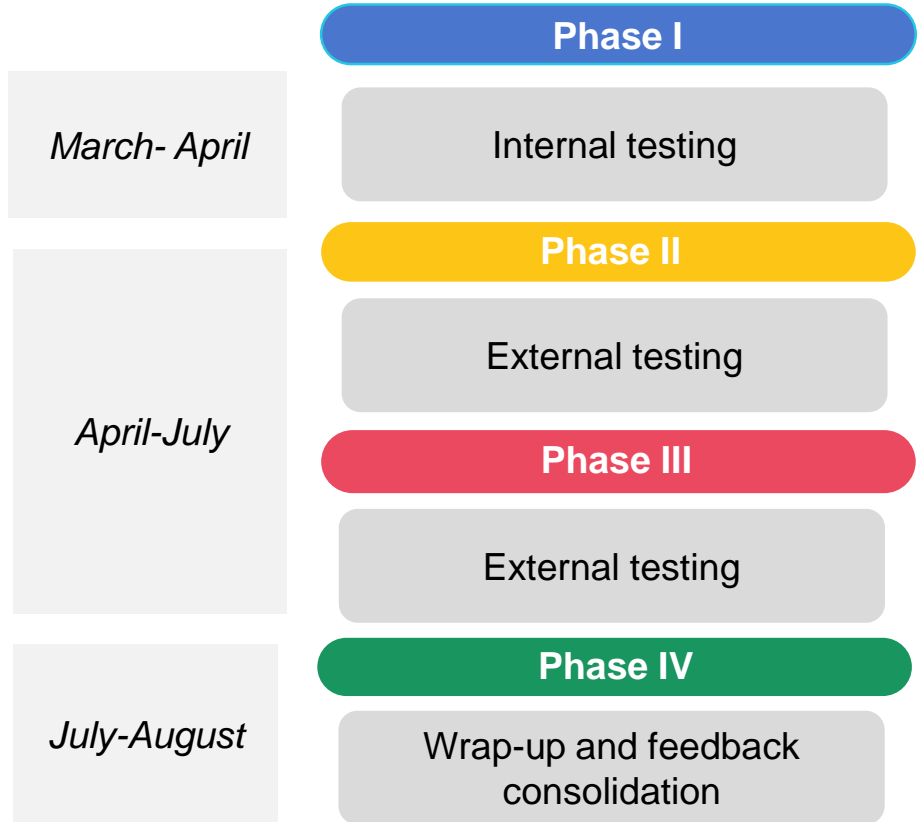 Phase I
March- April
Internal testing
Phase II
External testing
April-July
Phase III
External testing
Phase IV
July-August
Wrap-up and feedback
consolidation